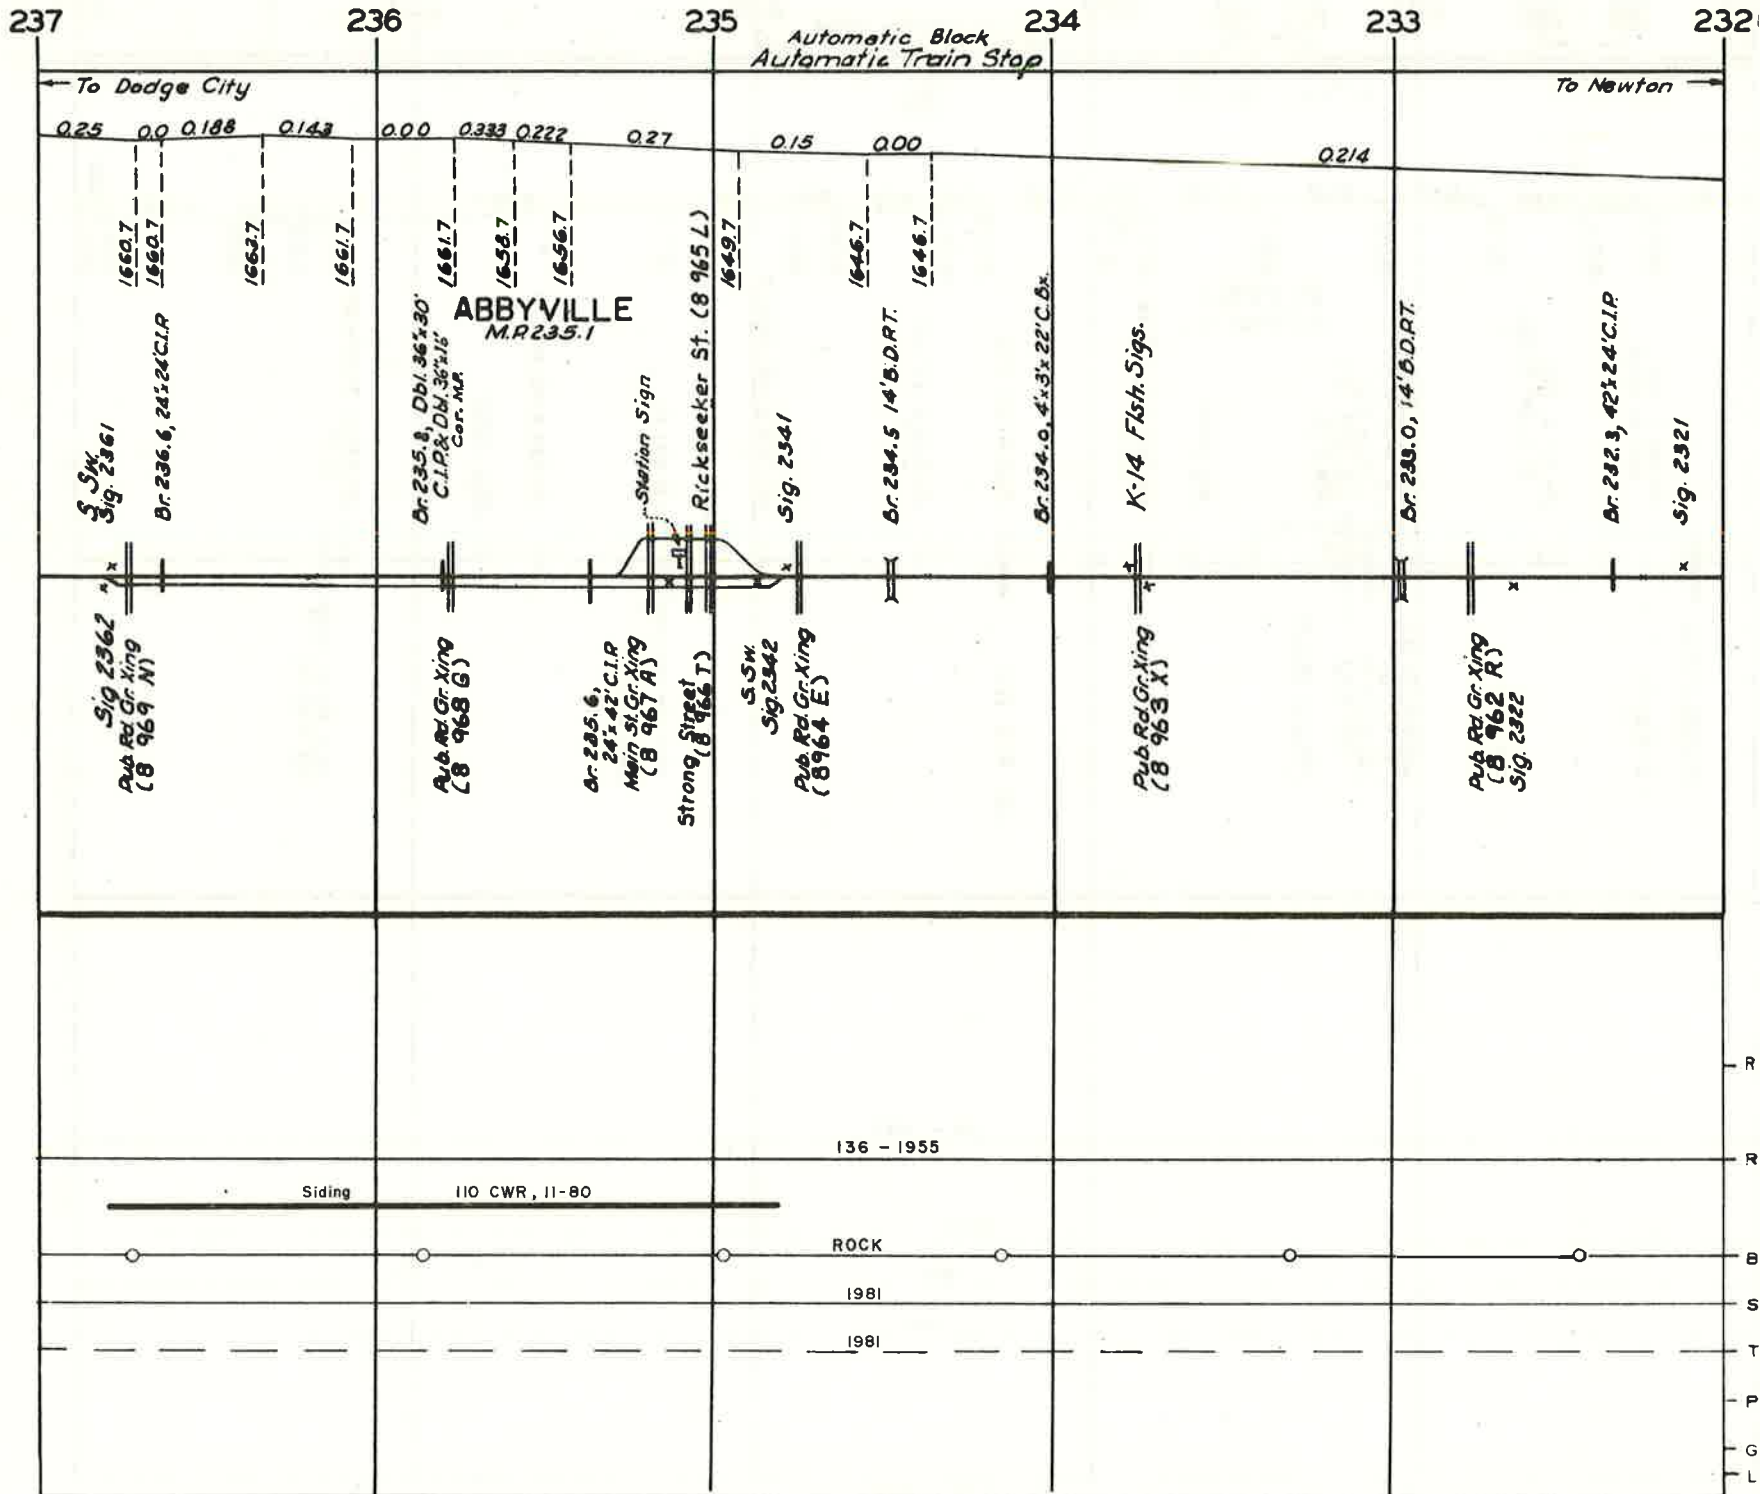 237 236 235 234 233 232
Automatic Block
Automatic Train Stop
← To Dodge City
To Newton →
0.25 0.0 0.188 0.143 0.00 0.333 0.222 0.27 0.15 0.00 0.214
1660.7
1660.7
1663.7
1661.7
1661.7
1658.7
1656.7
1649.7
1646.7
1646.7
ABBYVILLE
M.P. 235.1
S. SW.
Sig. 2361
Br. 236.6, 24"x24' C.I.P.
Br. 235.8, Dbl. 36"x30'
C.I.P. & Dbl. 36"x16'
Cor. M.P.
Station Sign
Rickseeker St. (8 965 L)
Sig. 2341
Br. 234.5 14' B.D.P.T.
Br. 234.0, 4'x3'x22' C.Bx.
K-14 Flsh. Sigs.
Br. 233.0, 14' B.D.P.T.
Br. 232.3, 42"x24' C.I.P.
Sig. 2321
Sig 2362
Pub. Rd. Gr. Xing
(8 969 N)
Pub. Rd. Gr. Xing
(8 968 G)
Br. 235.6,
24"x42' C.I.P.
Main St. Gr. Xing
(8 967 A)
Strong Street
(8 966 T)
S. SW.
Sig. 2342
Pub. Rd. Gr. Xing
(8964 E)
Pub. Rd. Gr. Xing
(8 963 X)
Pub. Rd. Gr. Xing
(8 962 R)
Sig. 2322
R
136 - 1955
R
Siding 110 CWR, 11-80
ROCK
B
1981
S
1981
T
P
G
L